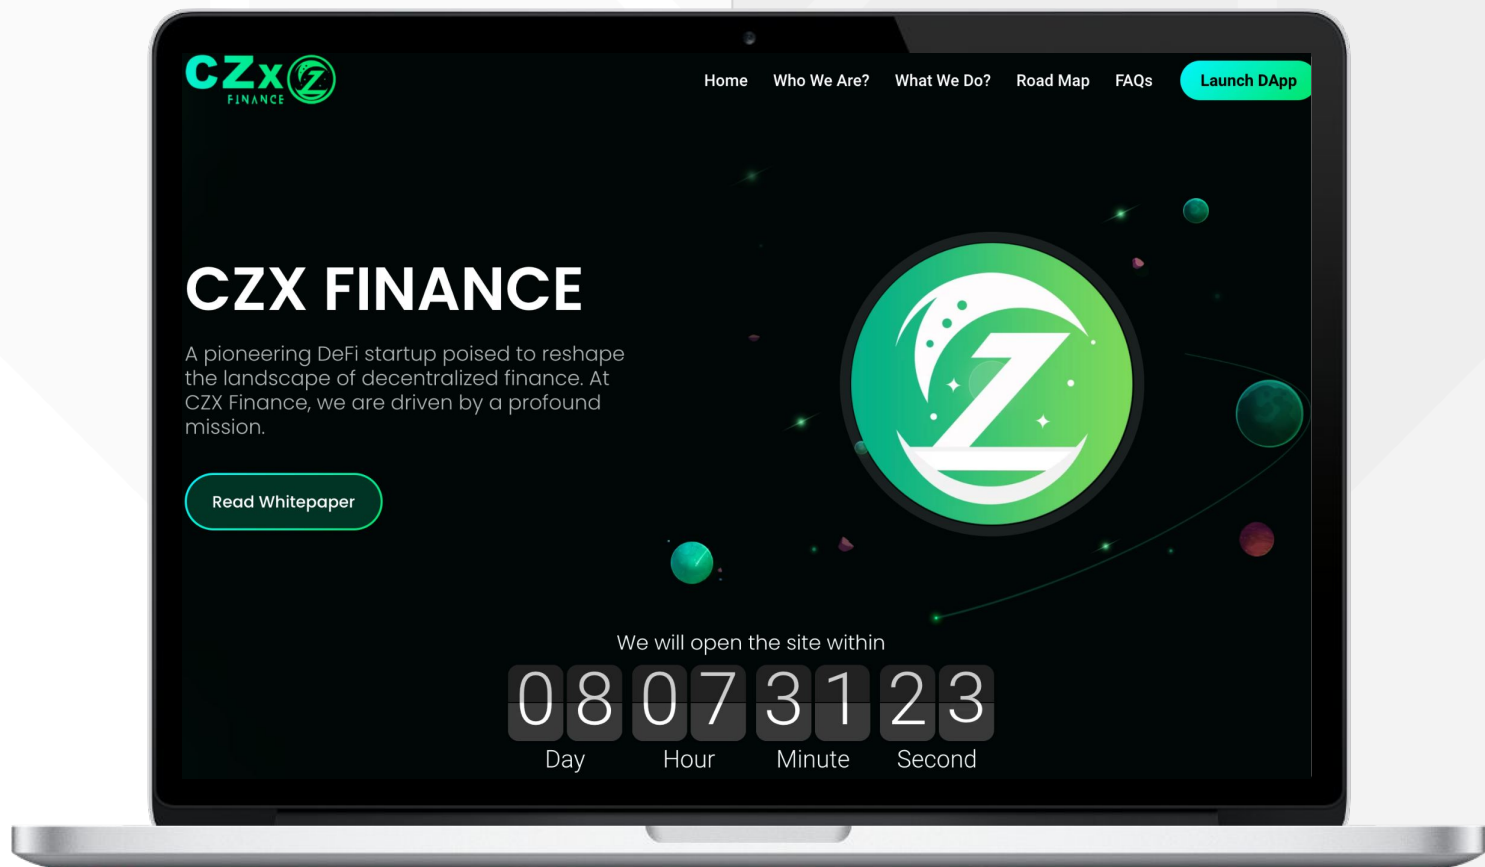 CZx
FINANCE
Home Who We Are? What We Do? Road Map FAQs Launch DApp
CZX FINANCE
A pioneering DeFi startup poised to reshape
the landscape of decentralized finance. At
CZX Finance, we are driven by a profound
mission.
Read Whitepaper
We will open the site within
08 07 31 23
Day Hour Minute Second